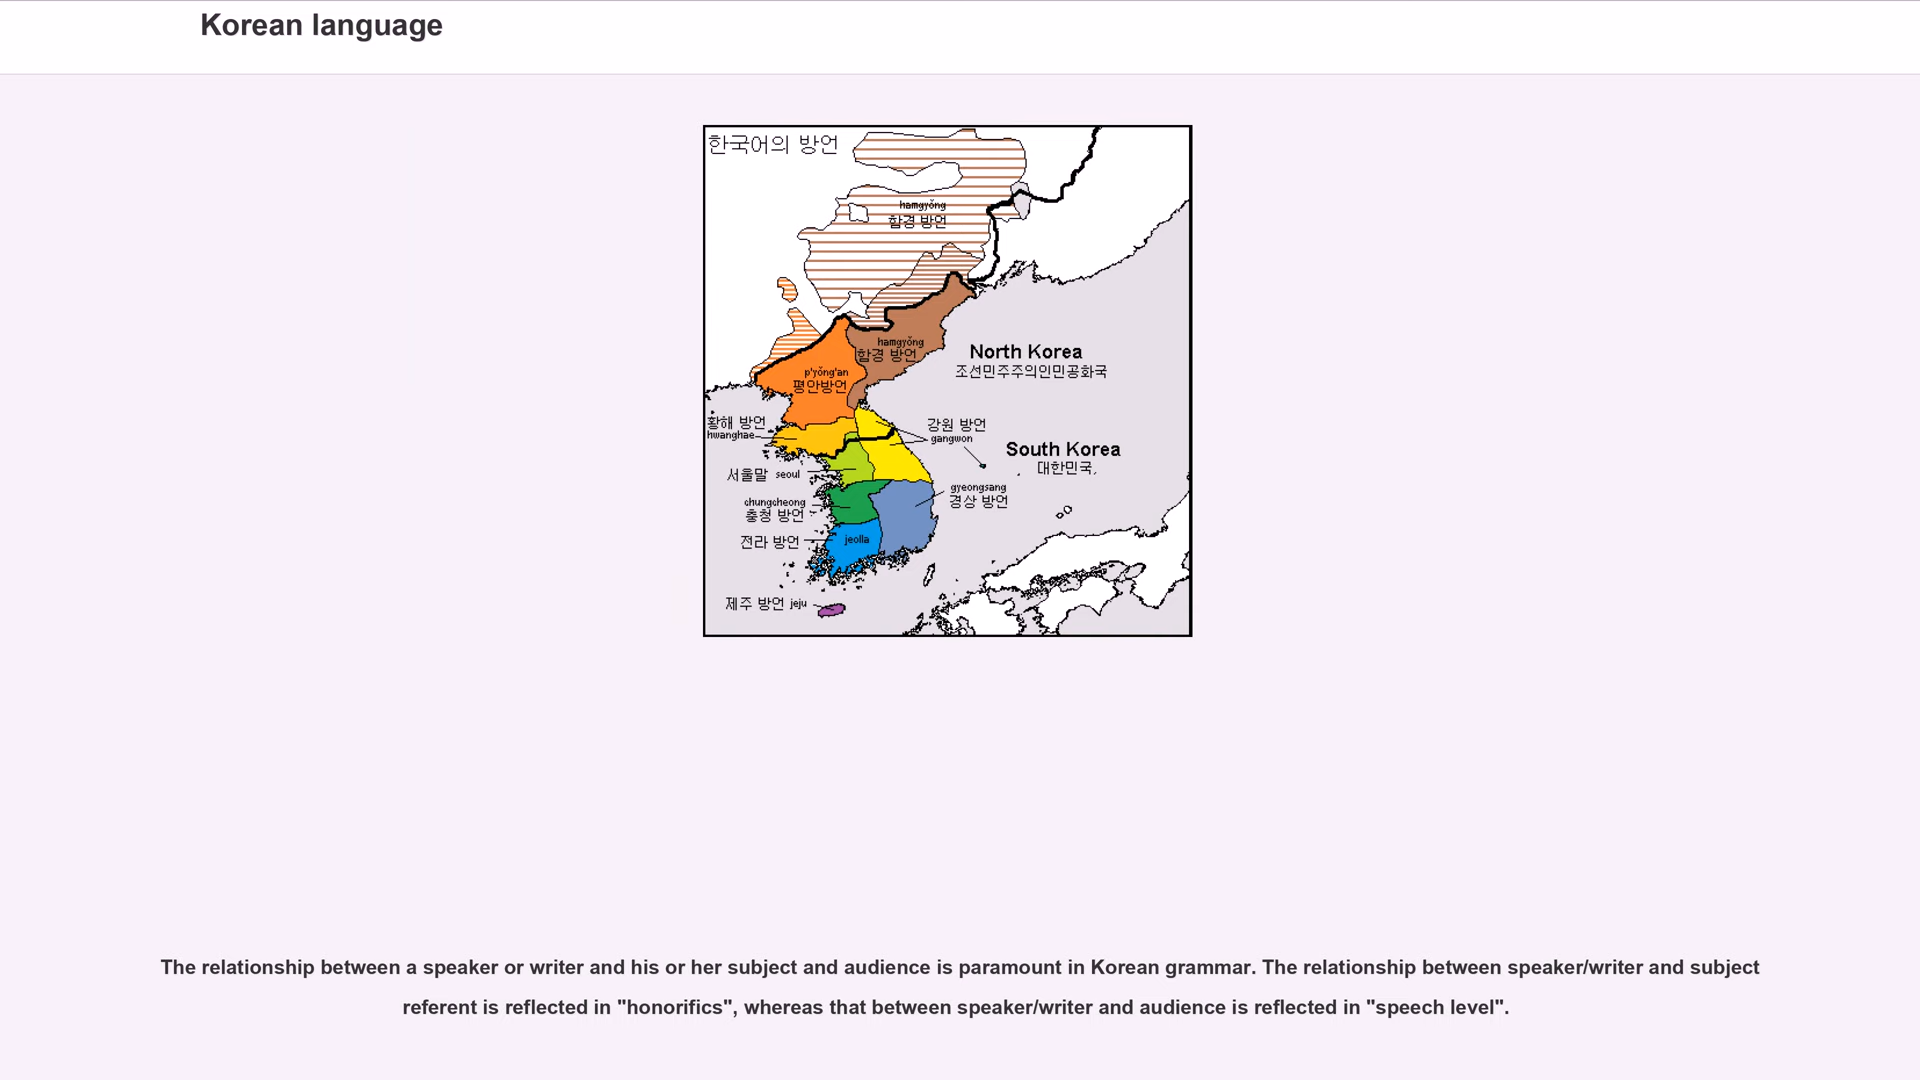 Korean language
한국어의 방언
hamgyǒng
함경 방언
hamgyǒng
함경 방언
North Korea
조선민주주의인민공화국
p'yǒng'an
평안방언
황해 방언
hwanghae
강원 방언
gangwon
South Korea
대한민국
서울말 seoul
gyeongsang
경상 방언
chungcheong
충청 방언
전라 방언
jeolla
제주 방언 jeju
The relationship between a speaker or writer and his or her subject and audience is paramount in Korean grammar. The relationship between speaker/writer and subject
referent is reflected in "honorifics", whereas that between speaker/writer and audience is reflected in "speech level".